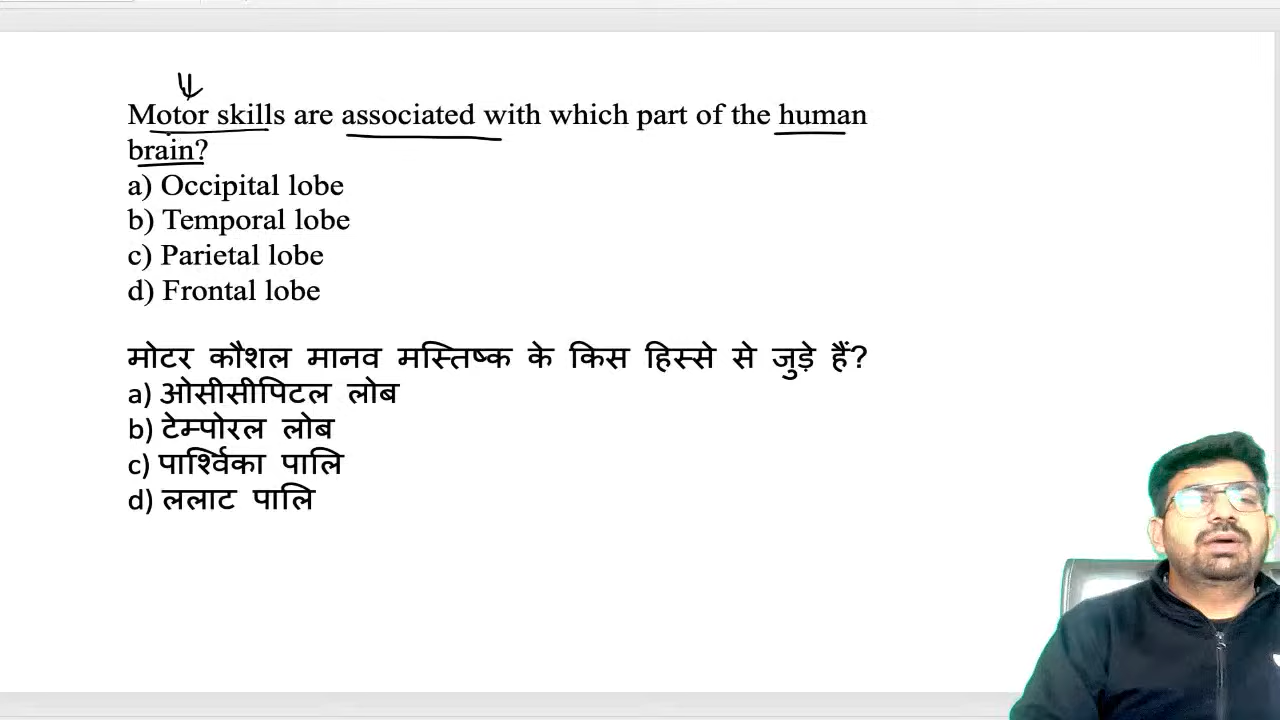 Motor skills are associated with which part of the human
brain?
a) Occipital lobe
b) Temporal lobe
c) Parietal lobe
d) Frontal lobe
मोटर कौशल मानव मस्तिष्क के किस हिस्से से जुड़े हैं?
a) ओसीसीपिटल लोब
b) टेम्पोरल लोब
c) पार्श्विका पालि
d) ललाट पालि